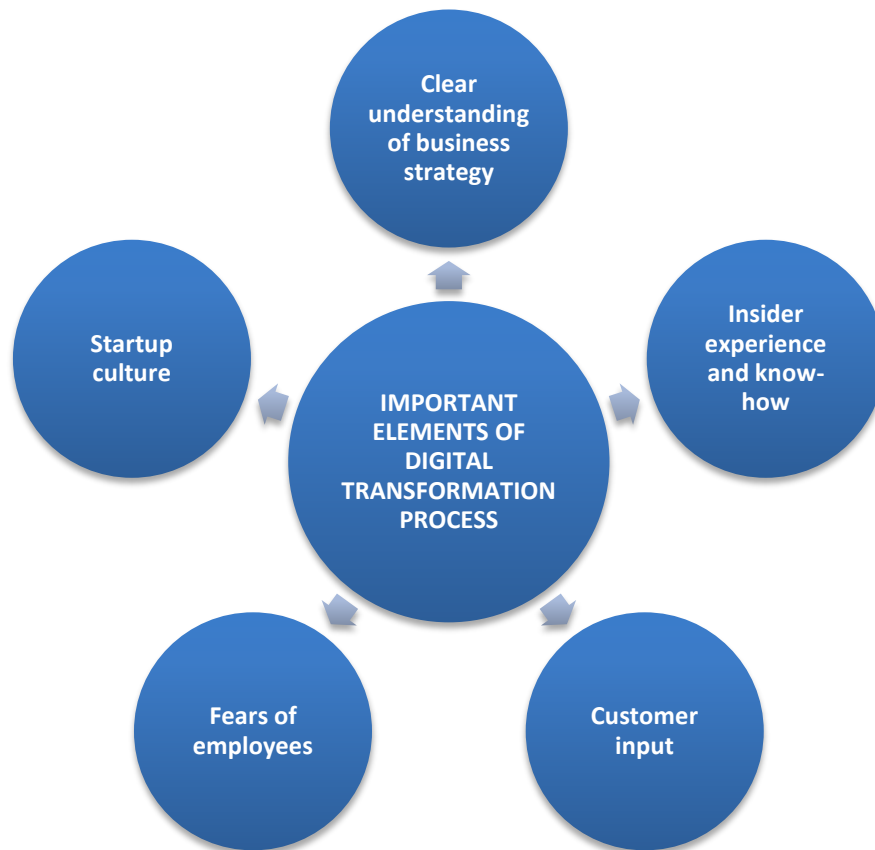 Clear
understanding
of business
strategy
Insider
experience
and know-
how
Customer
input
Fears of
employees
Startup
culture
IMPORTANT
ELEMENTS OF
DIGITAL
TRANSFORMATION
PROCESS